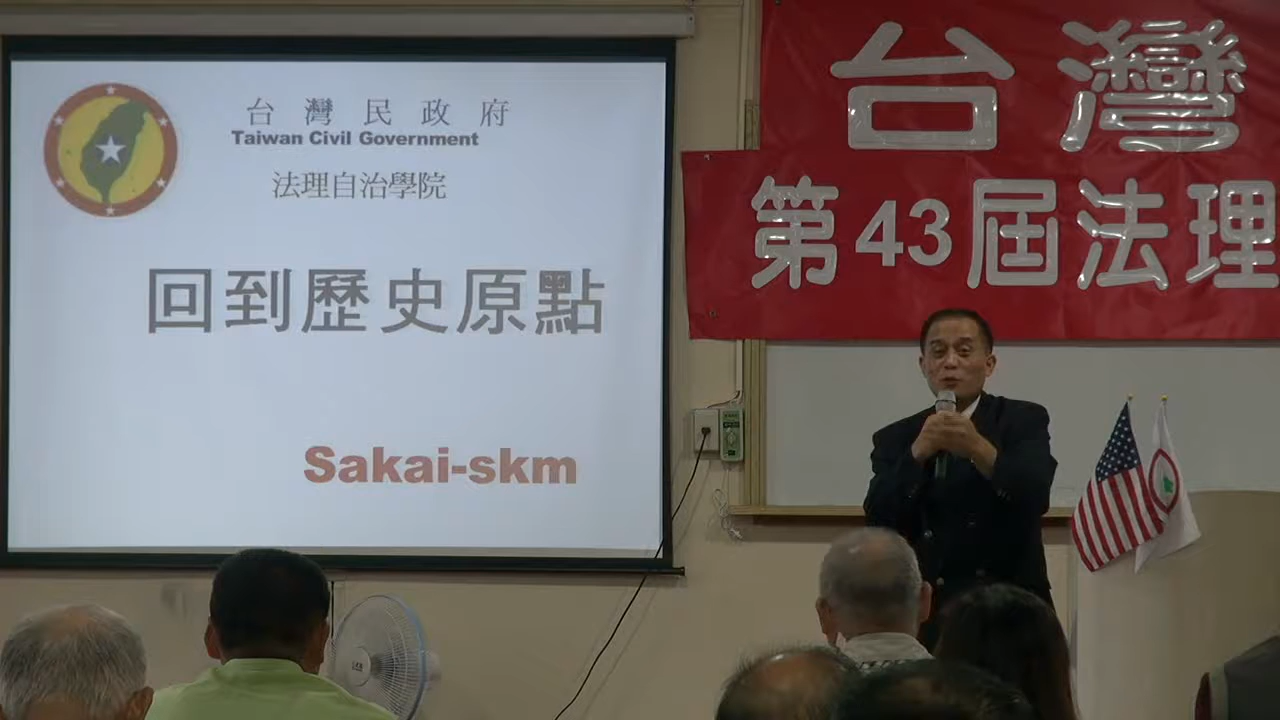 台灣民政府
Taiwan Civil Government
法理自治學院
回到歷史原點
Sakai-skm
台灣
第43屆法理